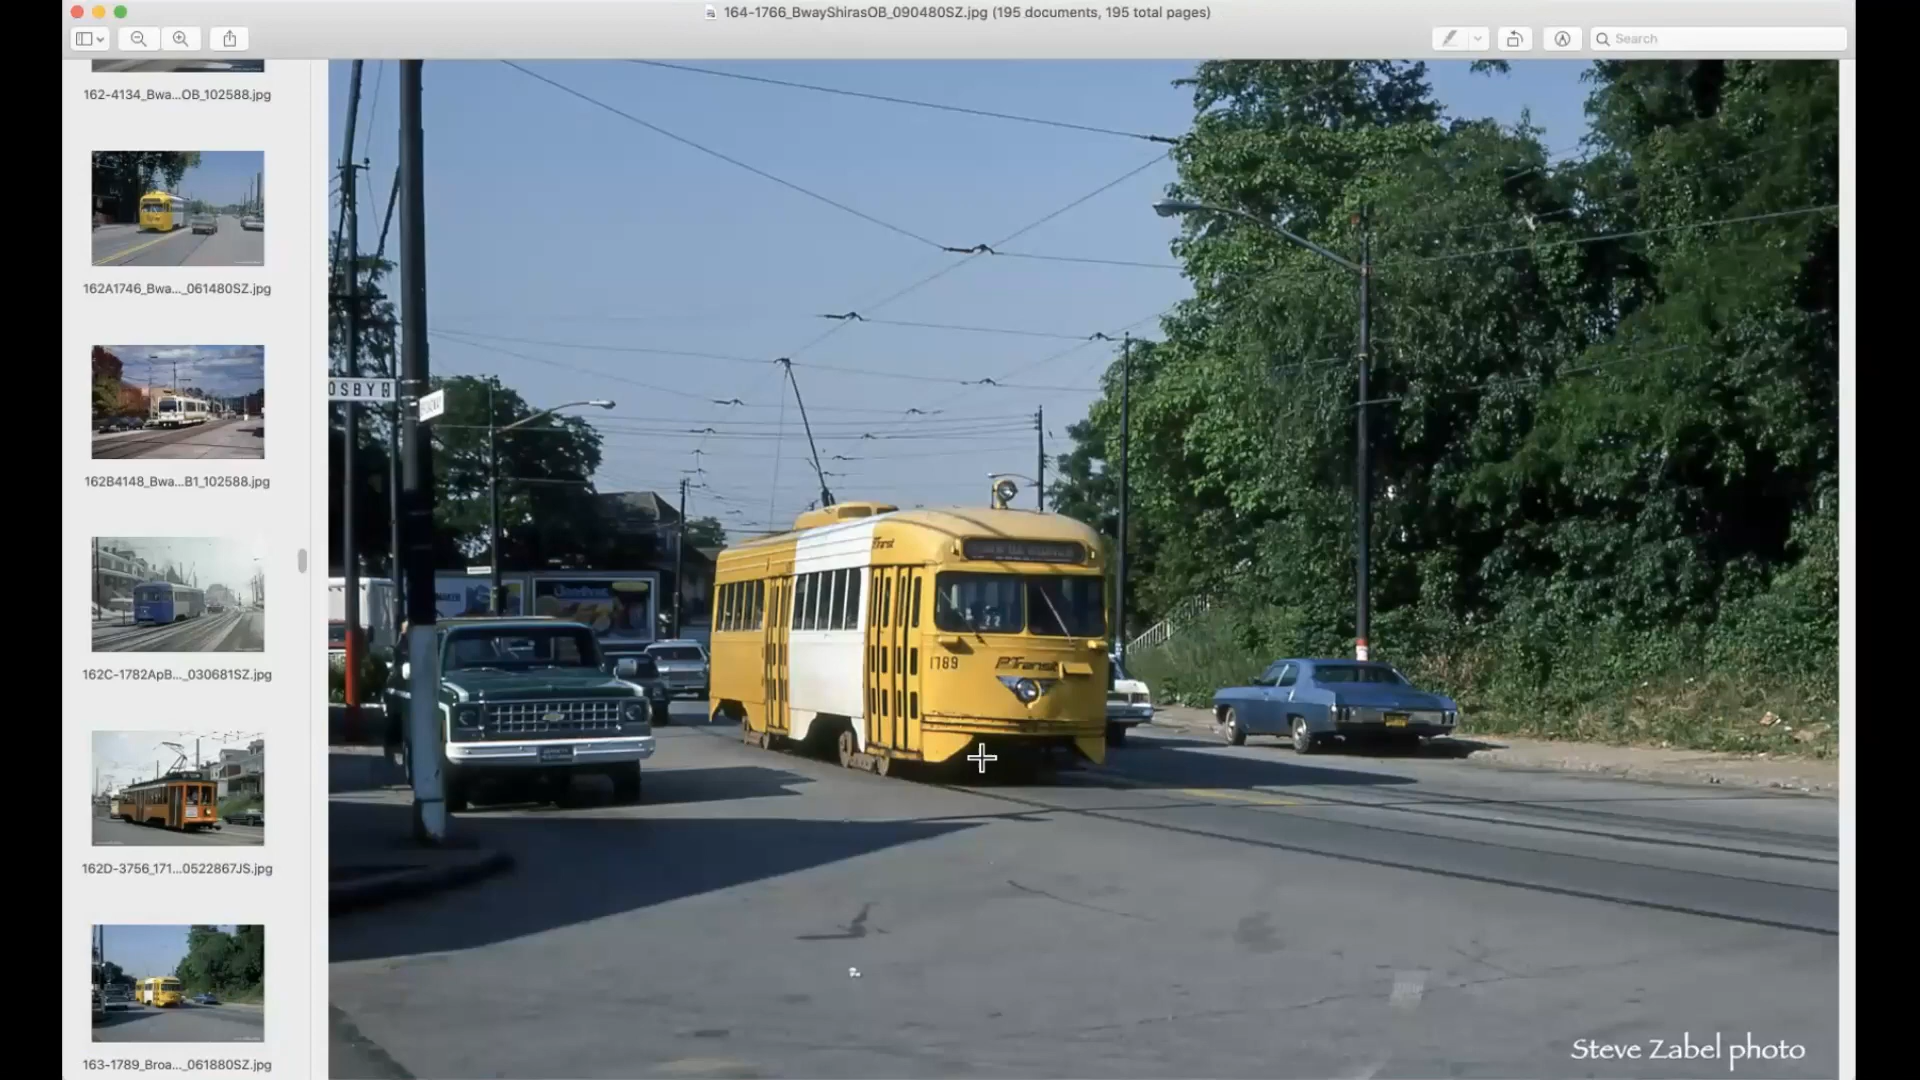 164-1766_BwayShirasOB_090480SZ.jpg (195 documents, 195 total pages)
Search
162-4134_Bwa...OB_102588.jpg
162A1746_Bwa..._061480SZ.jpg
162B4148_Bwa...B1_102588.jpg
162C-1782ApB..._030681SZ.jpg
162D-3756_171...0522867JS.jpg
163-1789_Broa..._061880SZ.jpg
OSBY
1789
PATransit
22
Steve Zabel photo